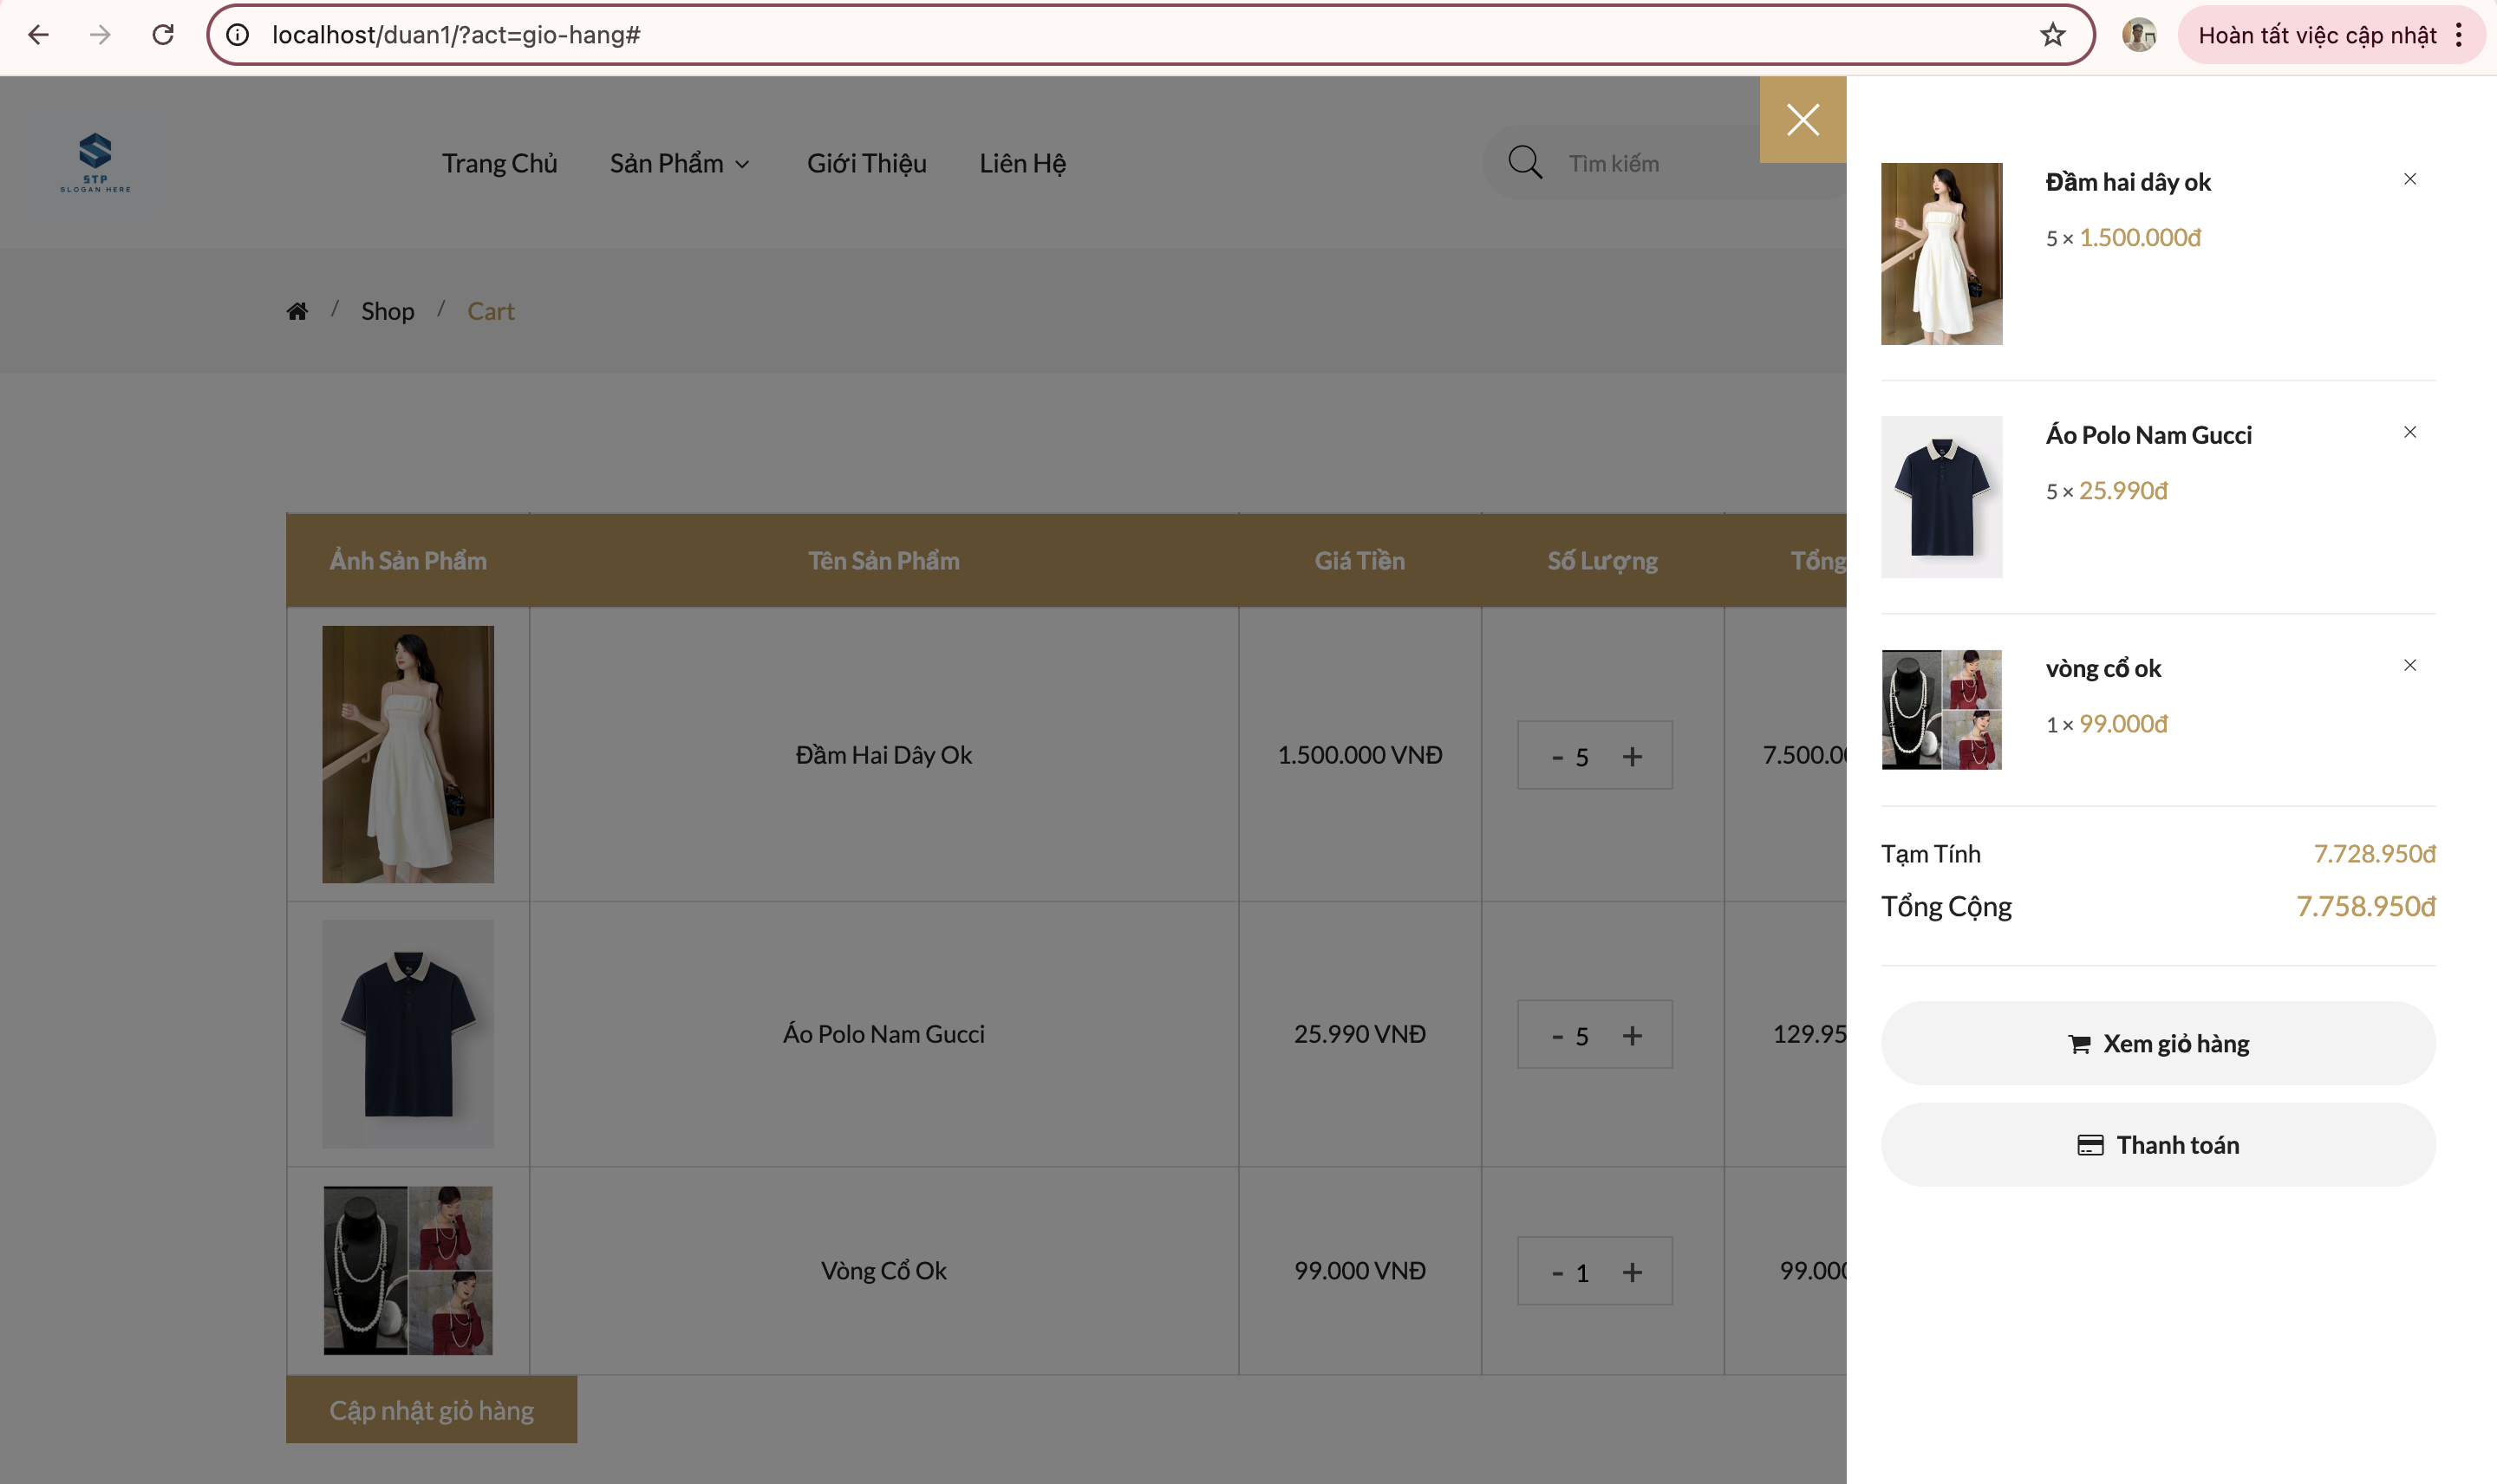 localhost/duan1/?act=gio-hang#
Hoàn tất việc cập nhật
STP
SLOGAN HERE
Trang Chủ
Sản Phẩm
Giới Thiệu
Liên Hệ
Tìm kiếm
/ Shop / Cart
Ảnh Sản Phẩm
Tên Sản Phẩm
Giá Tiền
Số Lượng
Tổng
Đầm Hai Dây Ok
1.500.000 VNĐ
- 5 +
7.500.00
Áo Polo Nam Gucci
25.990 VNĐ
- 5 +
129.95
Vòng Cổ Ok
99.000 VNĐ
- 1 +
99.000
Cập nhật giỏ hàng
Đầm hai dây ok
5 × 1.500.000đ
Áo Polo Nam Gucci
5 × 25.990đ
vòng cổ ok
1 × 99.000đ
Tạm Tính 7.728.950đ
Tổng Cộng 7.758.950đ
Xem giỏ hàng
Thanh toán